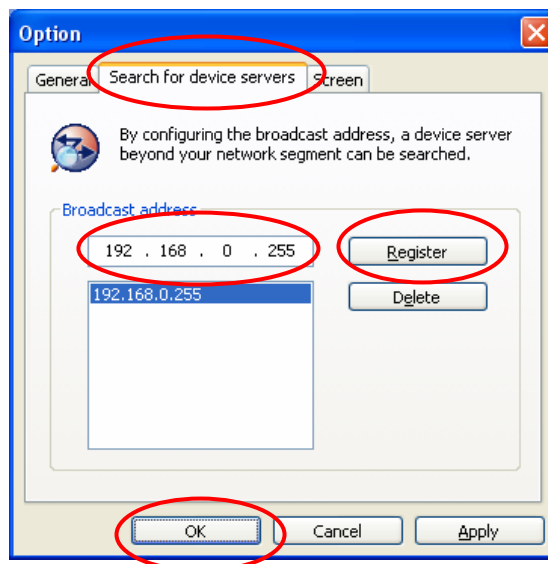 Option
General Search for device servers Screen
By configuring the broadcast address, a device server
beyond your network segment can be searched.
Broadcast address
192 . 168 . 0 . 255 Register
192.168.0.255 Delete
OK Cancel Apply